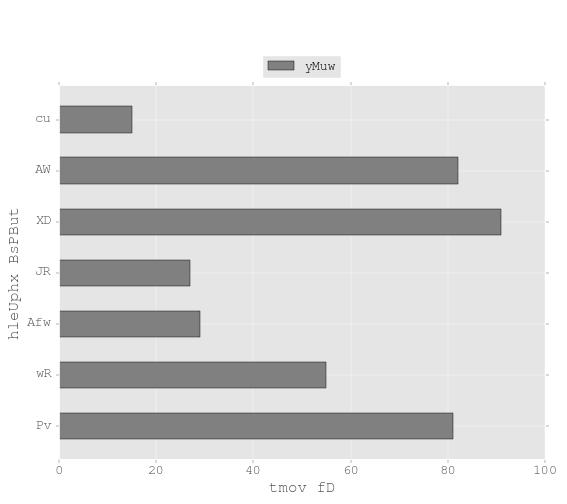 yMuw
cu
AW
XD
JR
Afw
wR
Pv
hleUphx BsPBut
0 20 40 60 80 100
tmov fD